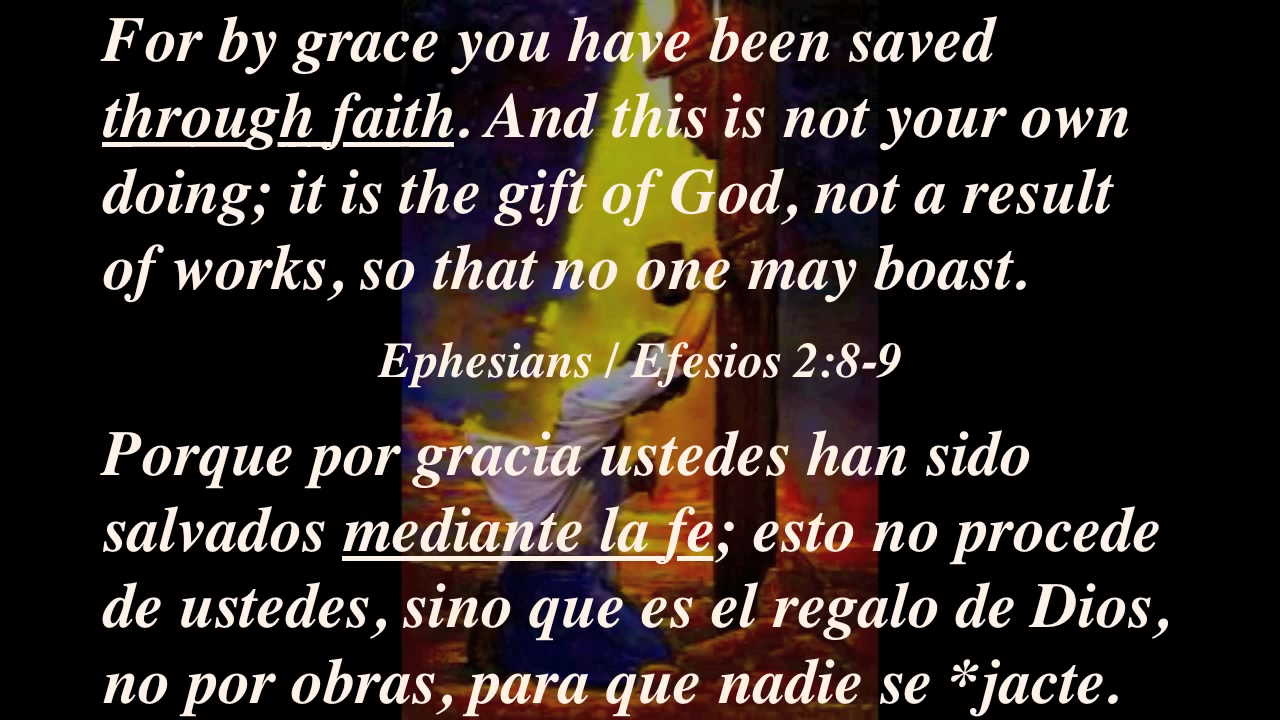 For by grace you have been saved
through faith. And this is not your own
doing; it is the gift of God, not a result
of works, so that no one may boast.
Ephesians / Efesios 2:8-9
Porque por gracia ustedes han sido
salvados mediante la fe; esto no procede
de ustedes, sino que es el regalo de Dios,
no por obras, para que nadie se *jacte.